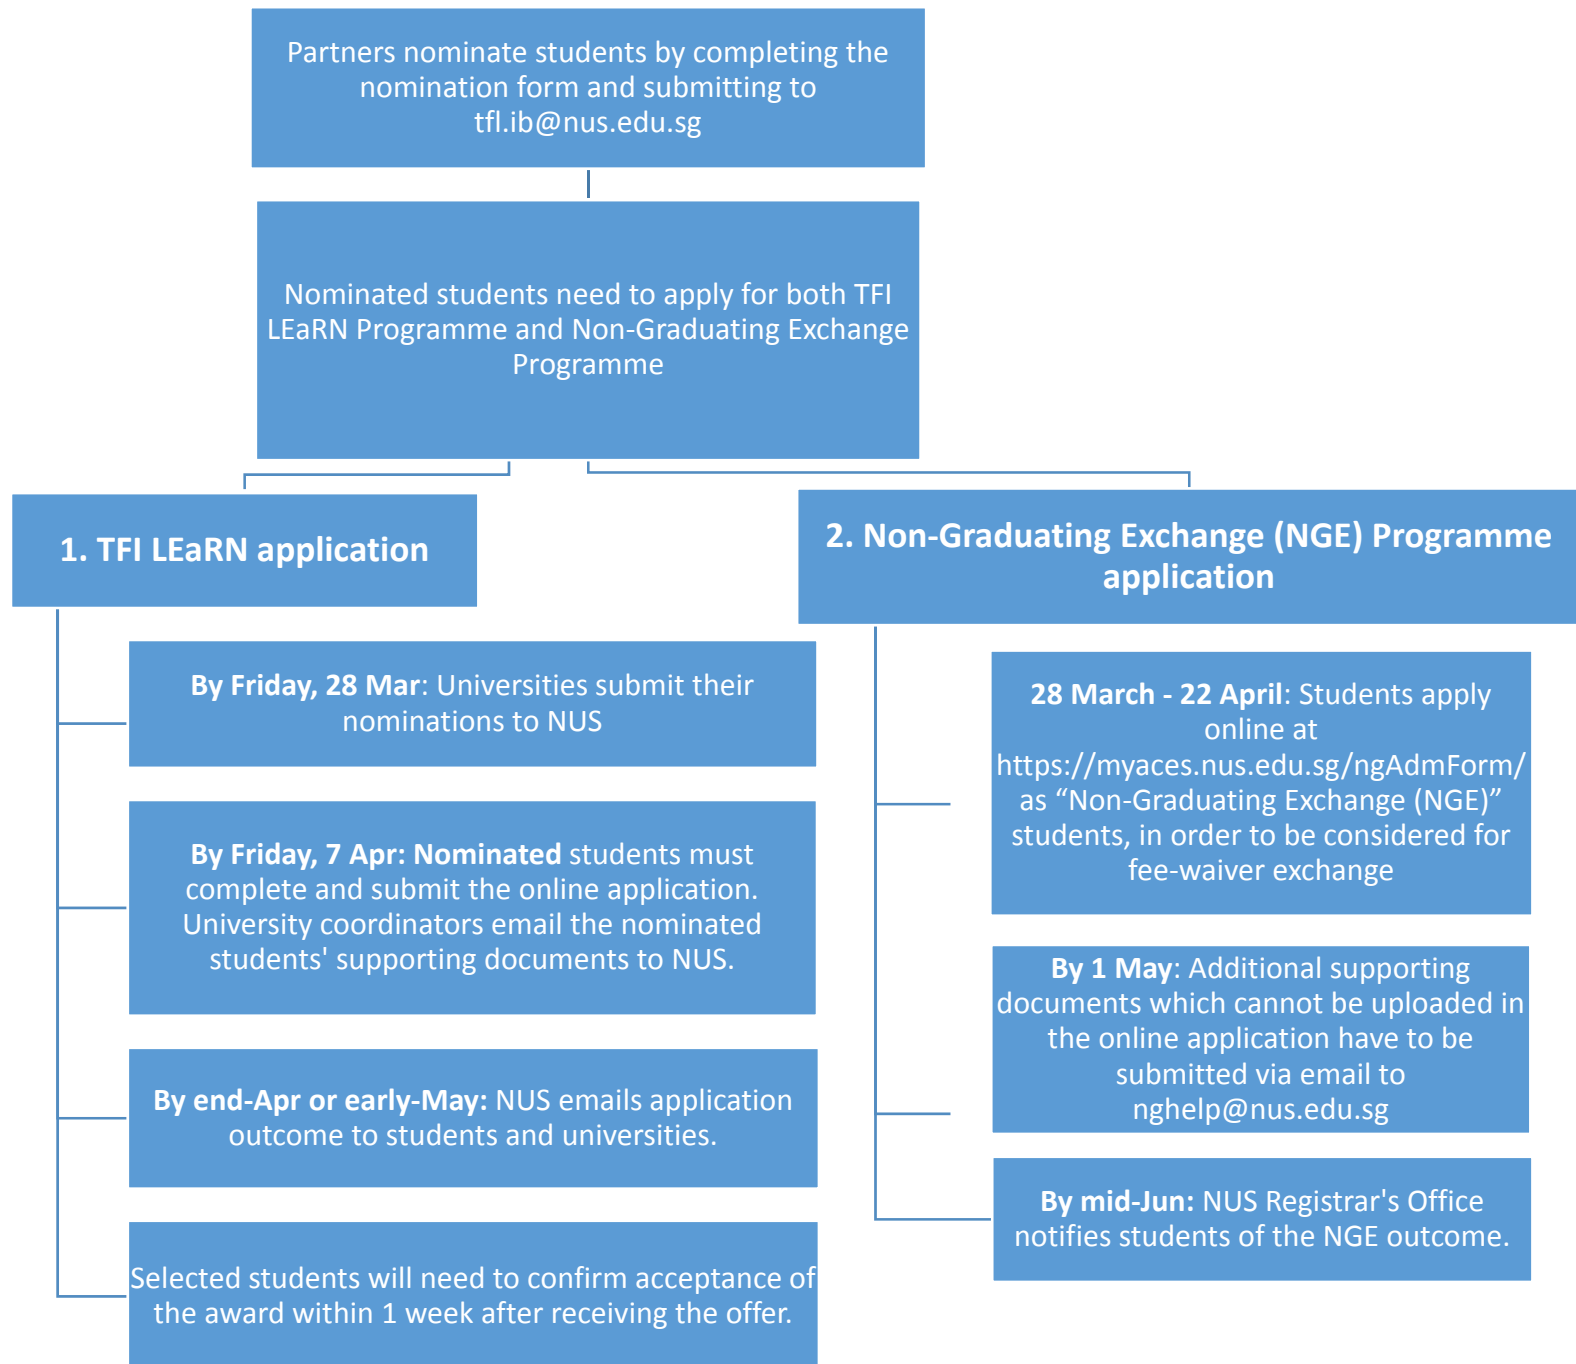 Partners nominate students by completing the
nomination form and submitting to
tfl.ib@nus.edu.sg
Nominated students need to apply for both TFI
LEaRN Programme and Non-Graduating Exchange
Programme
1. TFI LEaRN application
By Friday, 28 Mar: Universities submit their
nominations to NUS
By Friday, 7 Apr: Nominated students must
complete and submit the online application.
University coordinators email the nominated
students' supporting documents to NUS.
By end-Apr or early-May: NUS emails application
outcome to students and universities.
Selected students will need to confirm acceptance of
the award within 1 week after receiving the offer.
2. Non-Graduating Exchange (NGE) Programme
application
28 March - 22 April: Students apply
online at
https://myaces.nus.edu.sg/ngAdmForm/
as “Non-Graduating Exchange (NGE)”
students, in order to be considered for
fee-waiver exchange
By 1 May: Additional supporting
documents which cannot be uploaded in
the online application have to be
submitted via email to
nghelp@nus.edu.sg
By mid-Jun: NUS Registrar's Office
notifies students of the NGE outcome.